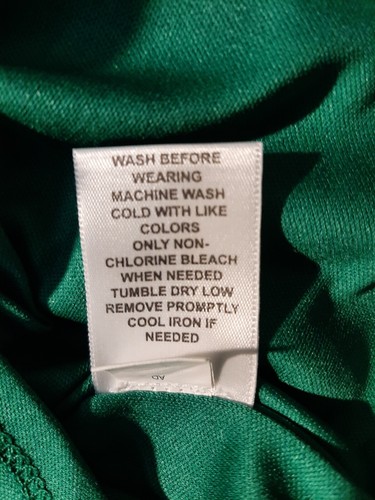 WASH BEFORE
WEARING
MACHINE WASH
COLD WITH LIKE
COLORS
ONLY NON-
CHLORINE BLEACH
WHEN NEEDED
TUMBLE DRY LOW
REMOVE PROMPTLY
COOL IRON IF
NEEDED